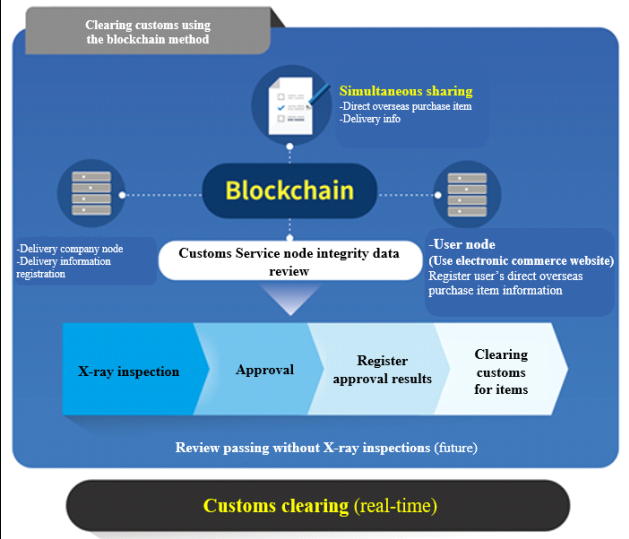 Clearing customs using
the blockchain method
Simultaneous sharing
-Direct overseas purchase item
-Delivery info
Blockchain
-Delivery company node
-Delivery information
registration
Customs Service node integrity data
review
-User node
(Use electronic commerce website)
Register user's direct overseas
purchase item information
X-ray inspection
Approval
Register
approval results
Clearing
customs
for items
Review passing without X-ray inspections (future)
Customs clearing (real-time)